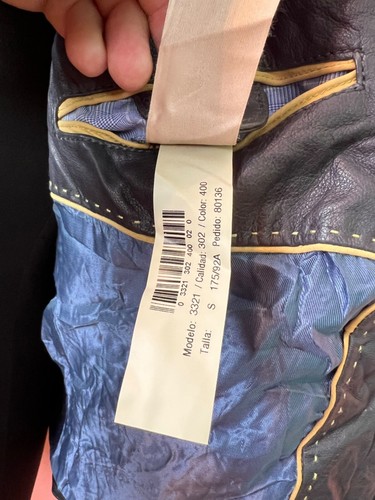 0 3321 302 400 02 0
Modelo: 3321 / Calidad: 302 / Color: 400
Talla: S 175/92A Pedido: 80136